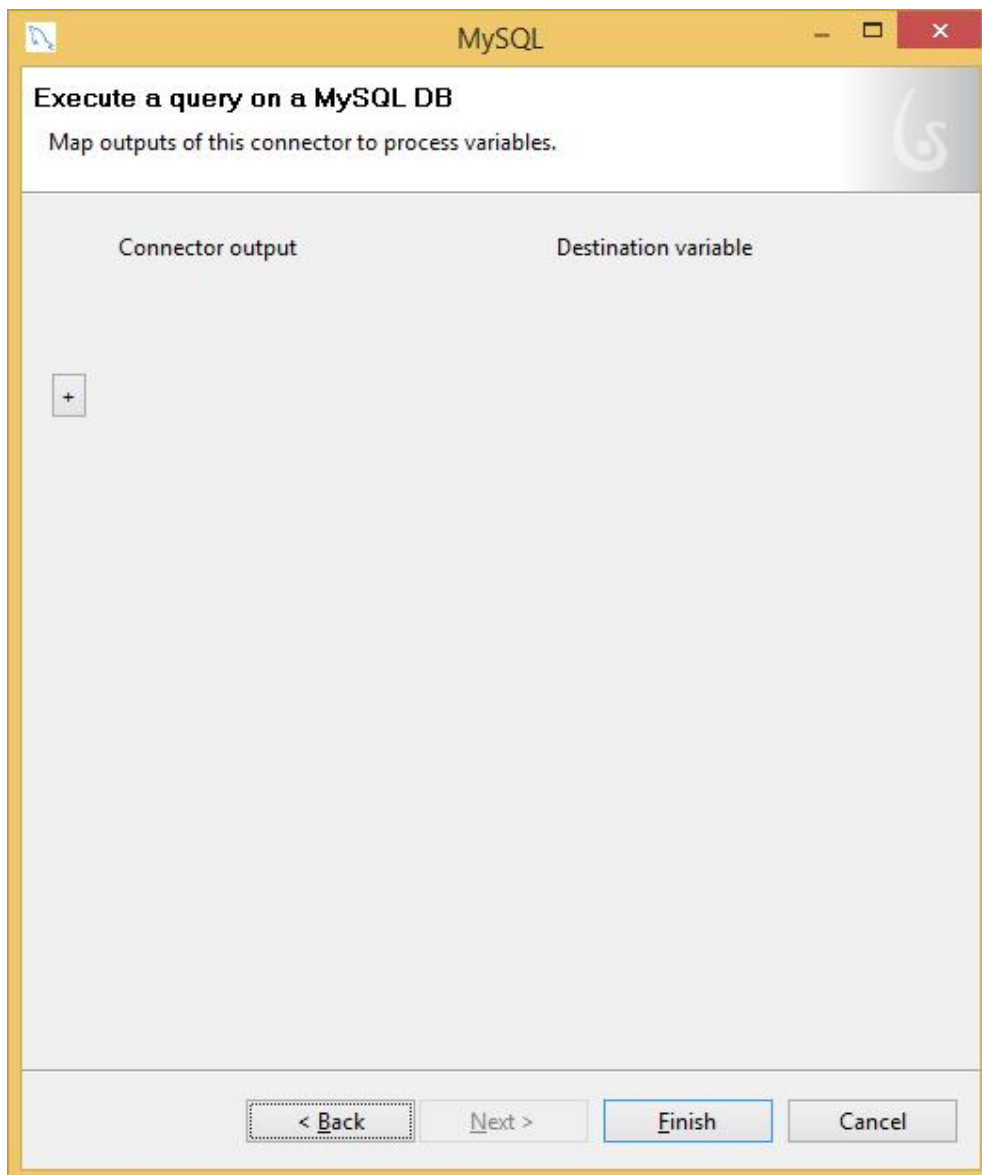 MySQL
Execute a query on a MySQL DB
Map outputs of this connector to process variables.
Connector output Destination variable
+
< Back Next > Finish Cancel